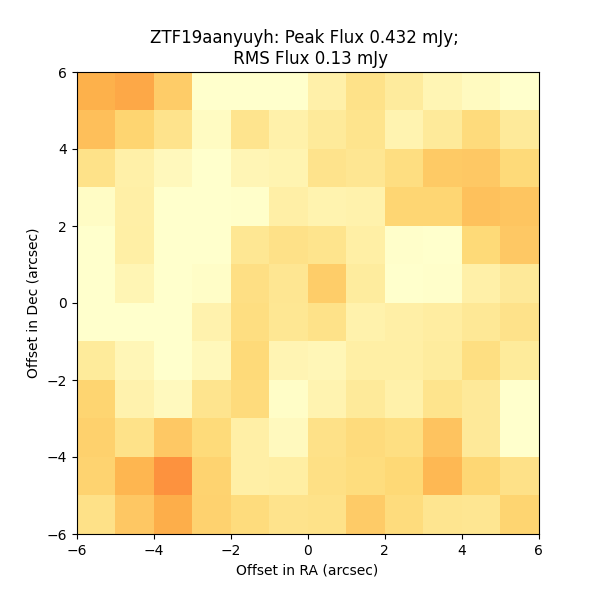 ZTF19aanyuyh: Peak Flux 0.432 mJy;
RMS Flux 0.13 mJy
6
4
2
0
−2
−4
−6
Offset in Dec (arcsec)
−6 −4 −2 0 2 4 6
Offset in RA (arcsec)